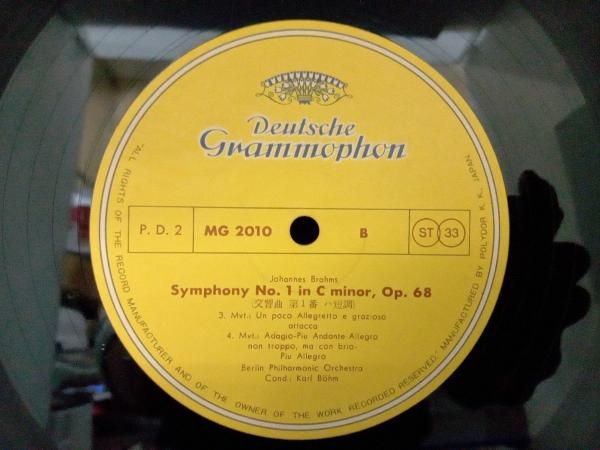 Deutsche
Grammophon
P. D. 2
MG 2010
B
ST 33
Johannes Brahms
Symphony No. 1 in C minor, Op. 68
(交響曲 第1番 ハ短調)
3. Mvt.: Un poco Allegretto e grazioso
attacca
4. Mvt.: Adagio-Piu Andante Allegro
non troppo, ma con brio-
Piu Allegro
Berlin Philharmonic Orchestra
Cond.: Karl Böhm
"ALL RIGHTS OF THE RECORD MANUFACTURER AND OF THE OWNER OF THE WORK RECORDED RESERVED." MANUFACTURED BY POLYDOR K. K. JAPAN